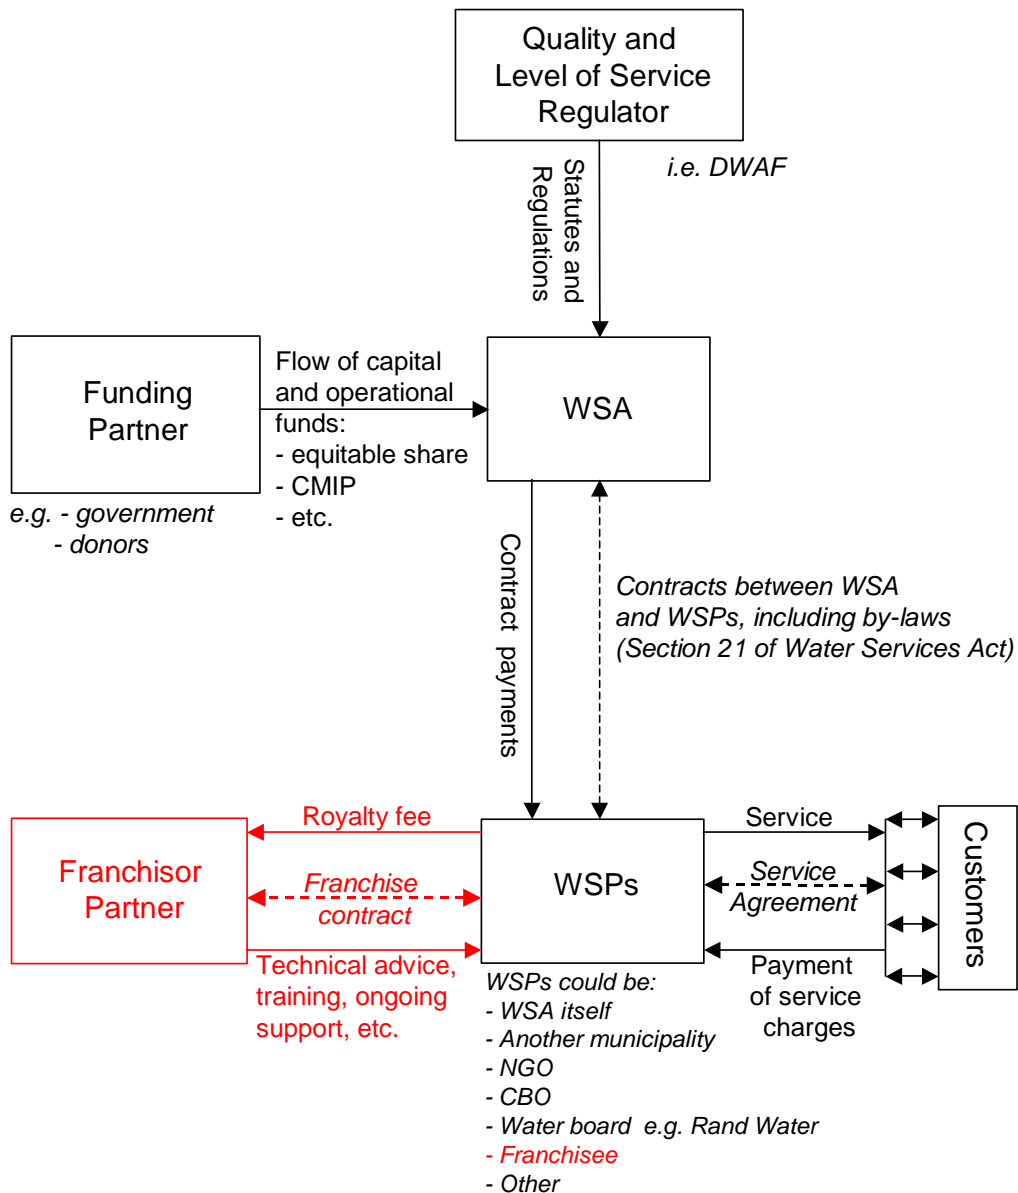 Quality and
Level of Service
Regulator
i.e. DWAF
Statutes and
Regulations
Funding
Partner
e.g. - government
- donors
Flow of capital
and operational
funds:
- equitable share
- CMIP
- etc.
WSA
Contract payments
Contracts between WSA
and WSPs, including by-laws
(Section 21 of Water Services Act)
Franchisor
Partner
Royalty fee
Franchise
contract
Technical advice,
training, ongoing
support, etc.
WSPs
WSPs could be:
- WSA itself
- Another municipality
- NGO
- CBO
- Water board e.g. Rand Water
- Franchisee
- Other
Service
Service
Agreement
Payment
of service
charges
Customers